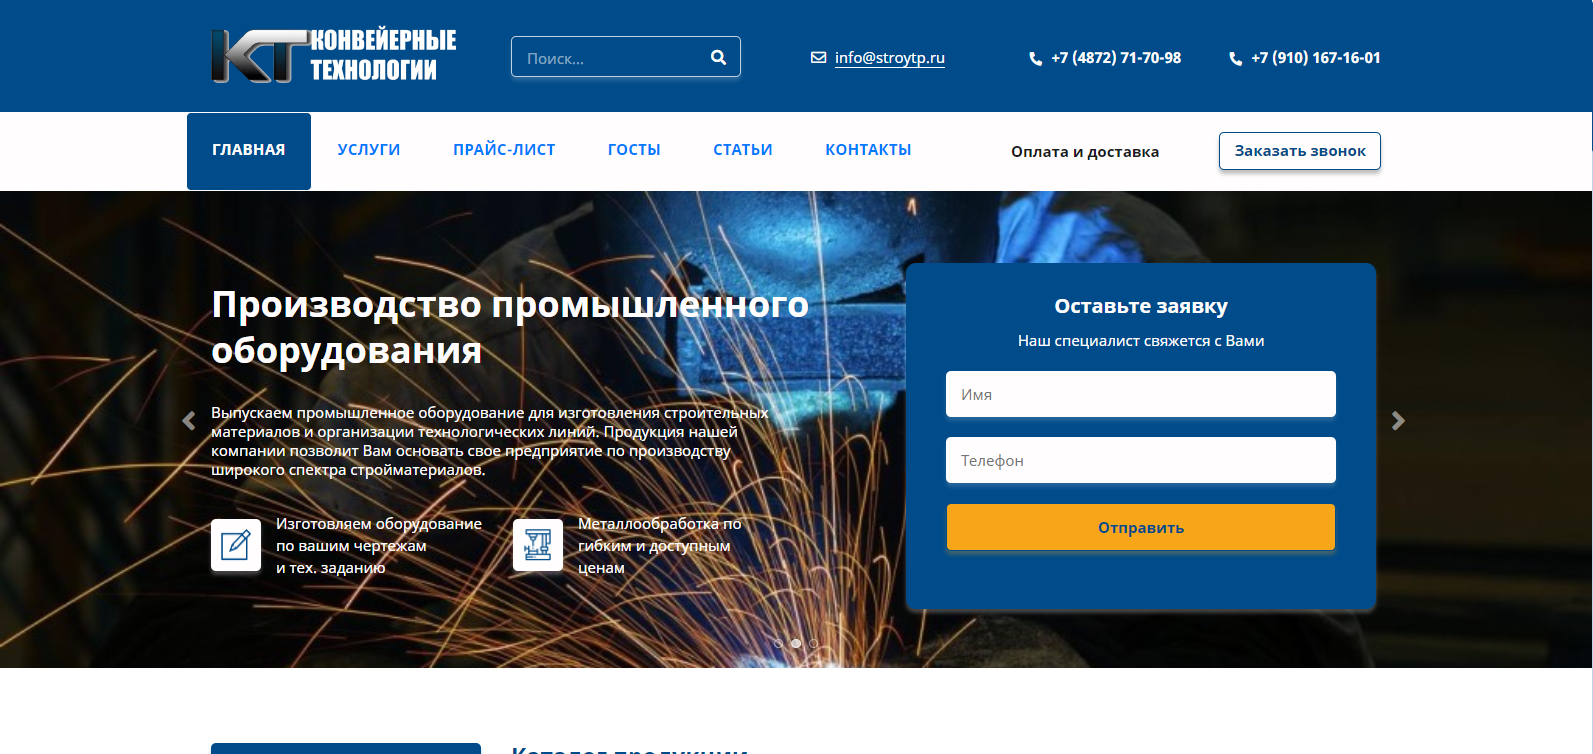 КТ КОНВЕЙЕРНЫЕ
ТЕХНОЛОГИИ
Поиск...
info@stroytp.ru
+7 (4872) 71-70-98
+7 (910) 167-16-01
ГЛАВНАЯ
УСЛУГИ
ПРАЙС-ЛИСТ
ГОСТЫ
СТАТЬИ
КОНТАКТЫ
Оплата и доставка
Заказать звонок
Производство промышленного
оборудования
Выпускаем промышленное оборудование для изготовления строительных
материалов и организации технологических линий. Продукция нашей
компании позволит Вам основать свое предприятие по производству
широкого спектра стройматериалов.
Изготовляем оборудование
по вашим чертежам
и тех. заданию
Металлообработка по
гибким и доступным
ценам
Оставьте заявку
Наш специалист свяжется с Вами
Имя
Телефон
Отправить
Каталог продукции